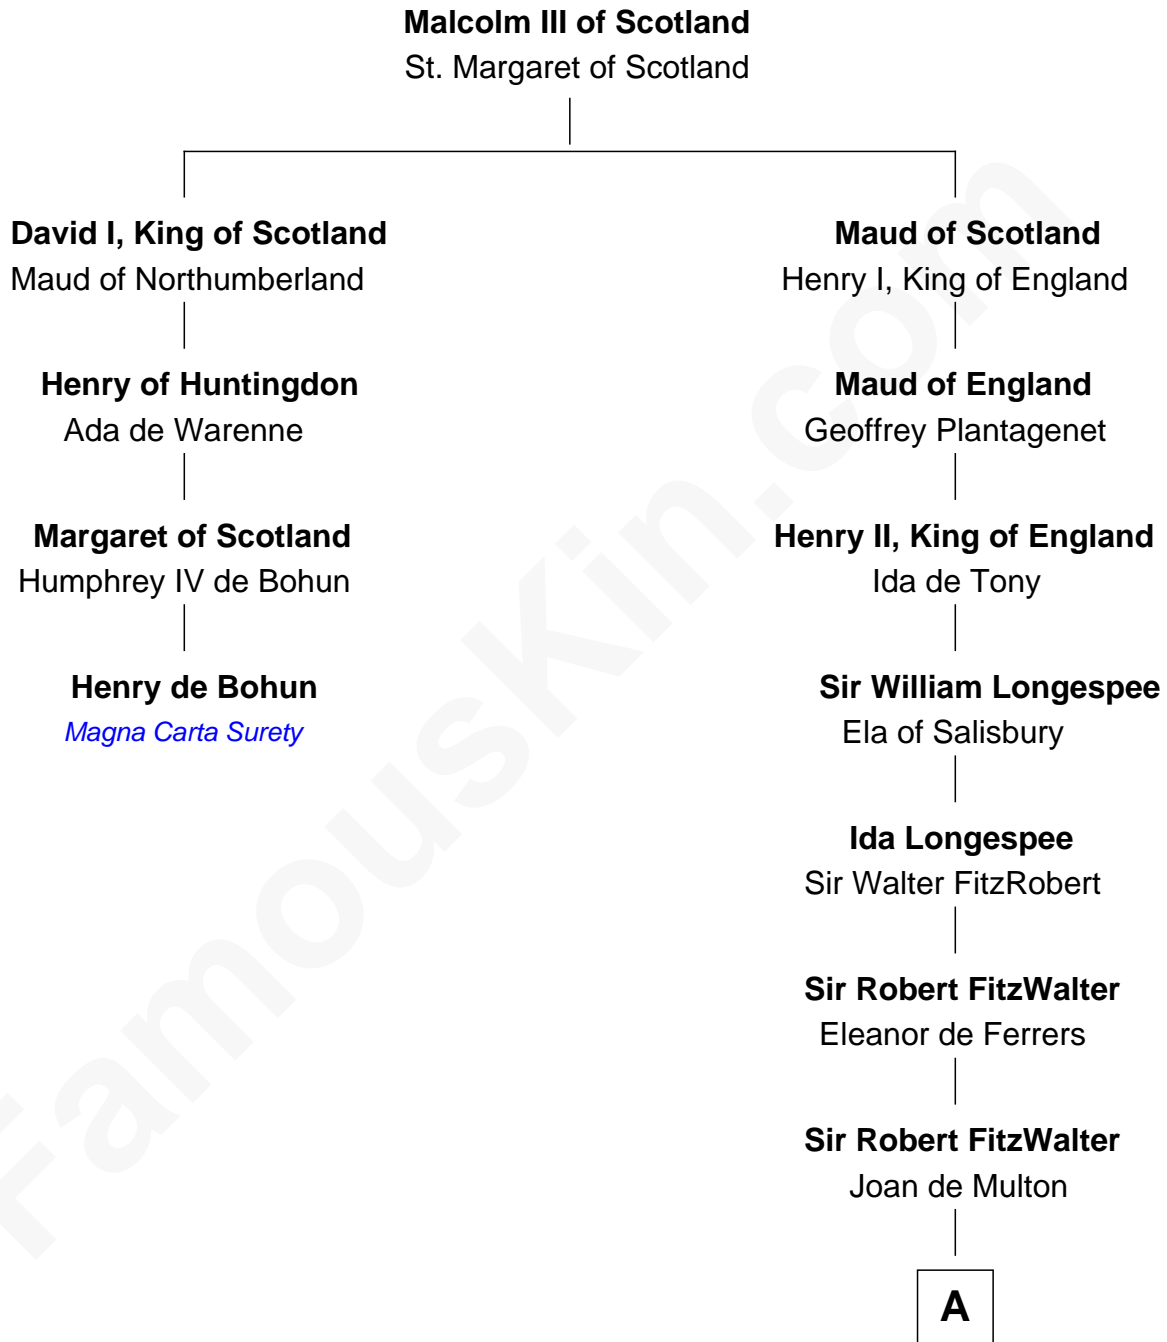 Malcolm III of Scotland
St. Margaret of Scotland
David I, King of Scotland
Maud of Northumberland
Maud of Scotland
Henry I, King of England
Henry of Huntingdon
Ada de Warenne
Maud of England
Geoffrey Plantagenet
Margaret of Scotland
Humphrey IV de Bohun
Henry II, King of England
Ida de Tony
Henry de Bohun
Magna Carta Surety
Sir William Longespee
Ela of Salisbury
Ida Longespee
Sir Walter FitzRobert
Sir Robert FitzWalter
Eleanor de Ferrers
Sir Robert FitzWalter
Joan de Multon
A
FamousKin.com